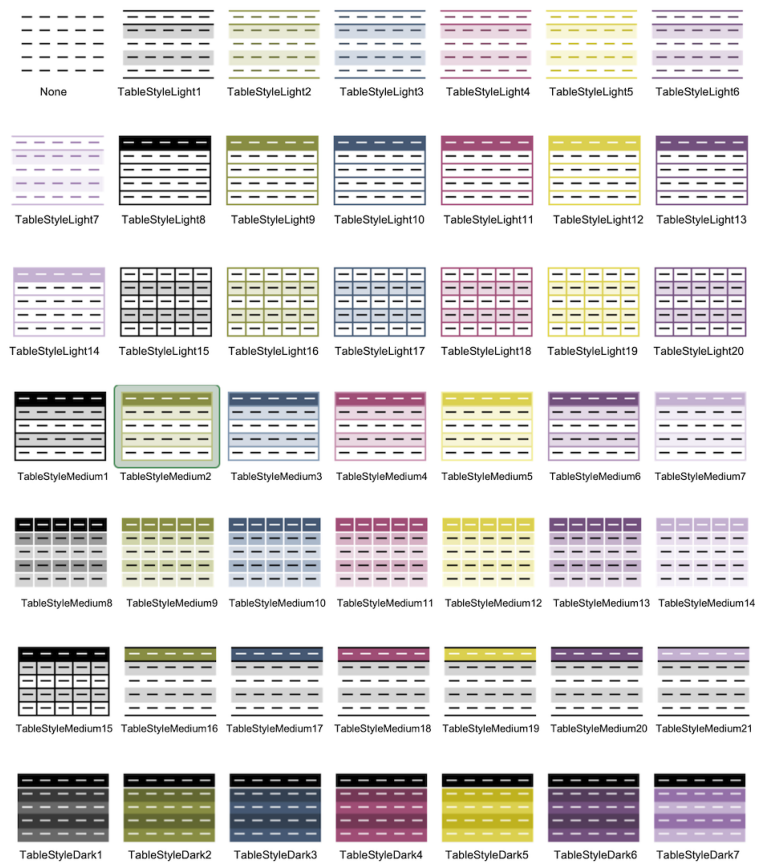 None TableStyleLight1 TableStyleLight2 TableStyleLight3 TableStyleLight4 TableStyleLight5 TableStyleLight6
TableStyleLight7 TableStyleLight8 TableStyleLight9 TableStyleLight10 TableStyleLight11 TableStyleLight12 TableStyleLight13
TableStyleLight14 TableStyleLight15 TableStyleLight16 TableStyleLight17 TableStyleLight18 TableStyleLight19 TableStyleLight20
TableStyleMedium1 TableStyleMedium2 TableStyleMedium3 TableStyleMedium4 TableStyleMedium5 TableStyleMedium6 TableStyleMedium7
TableStyleMedium8 TableStyleMedium9 TableStyleMedium10 TableStyleMedium11 TableStyleMedium12 TableStyleMedium13 TableStyleMedium14
TableStyleMedium15 TableStyleMedium16 TableStyleMedium17 TableStyleMedium18 TableStyleMedium19 TableStyleMedium20 TableStyleMedium21
TableStyleDark1 TableStyleDark2 TableStyleDark3 TableStyleDark4 TableStyleDark5 TableStyleDark6 TableStyleDark7